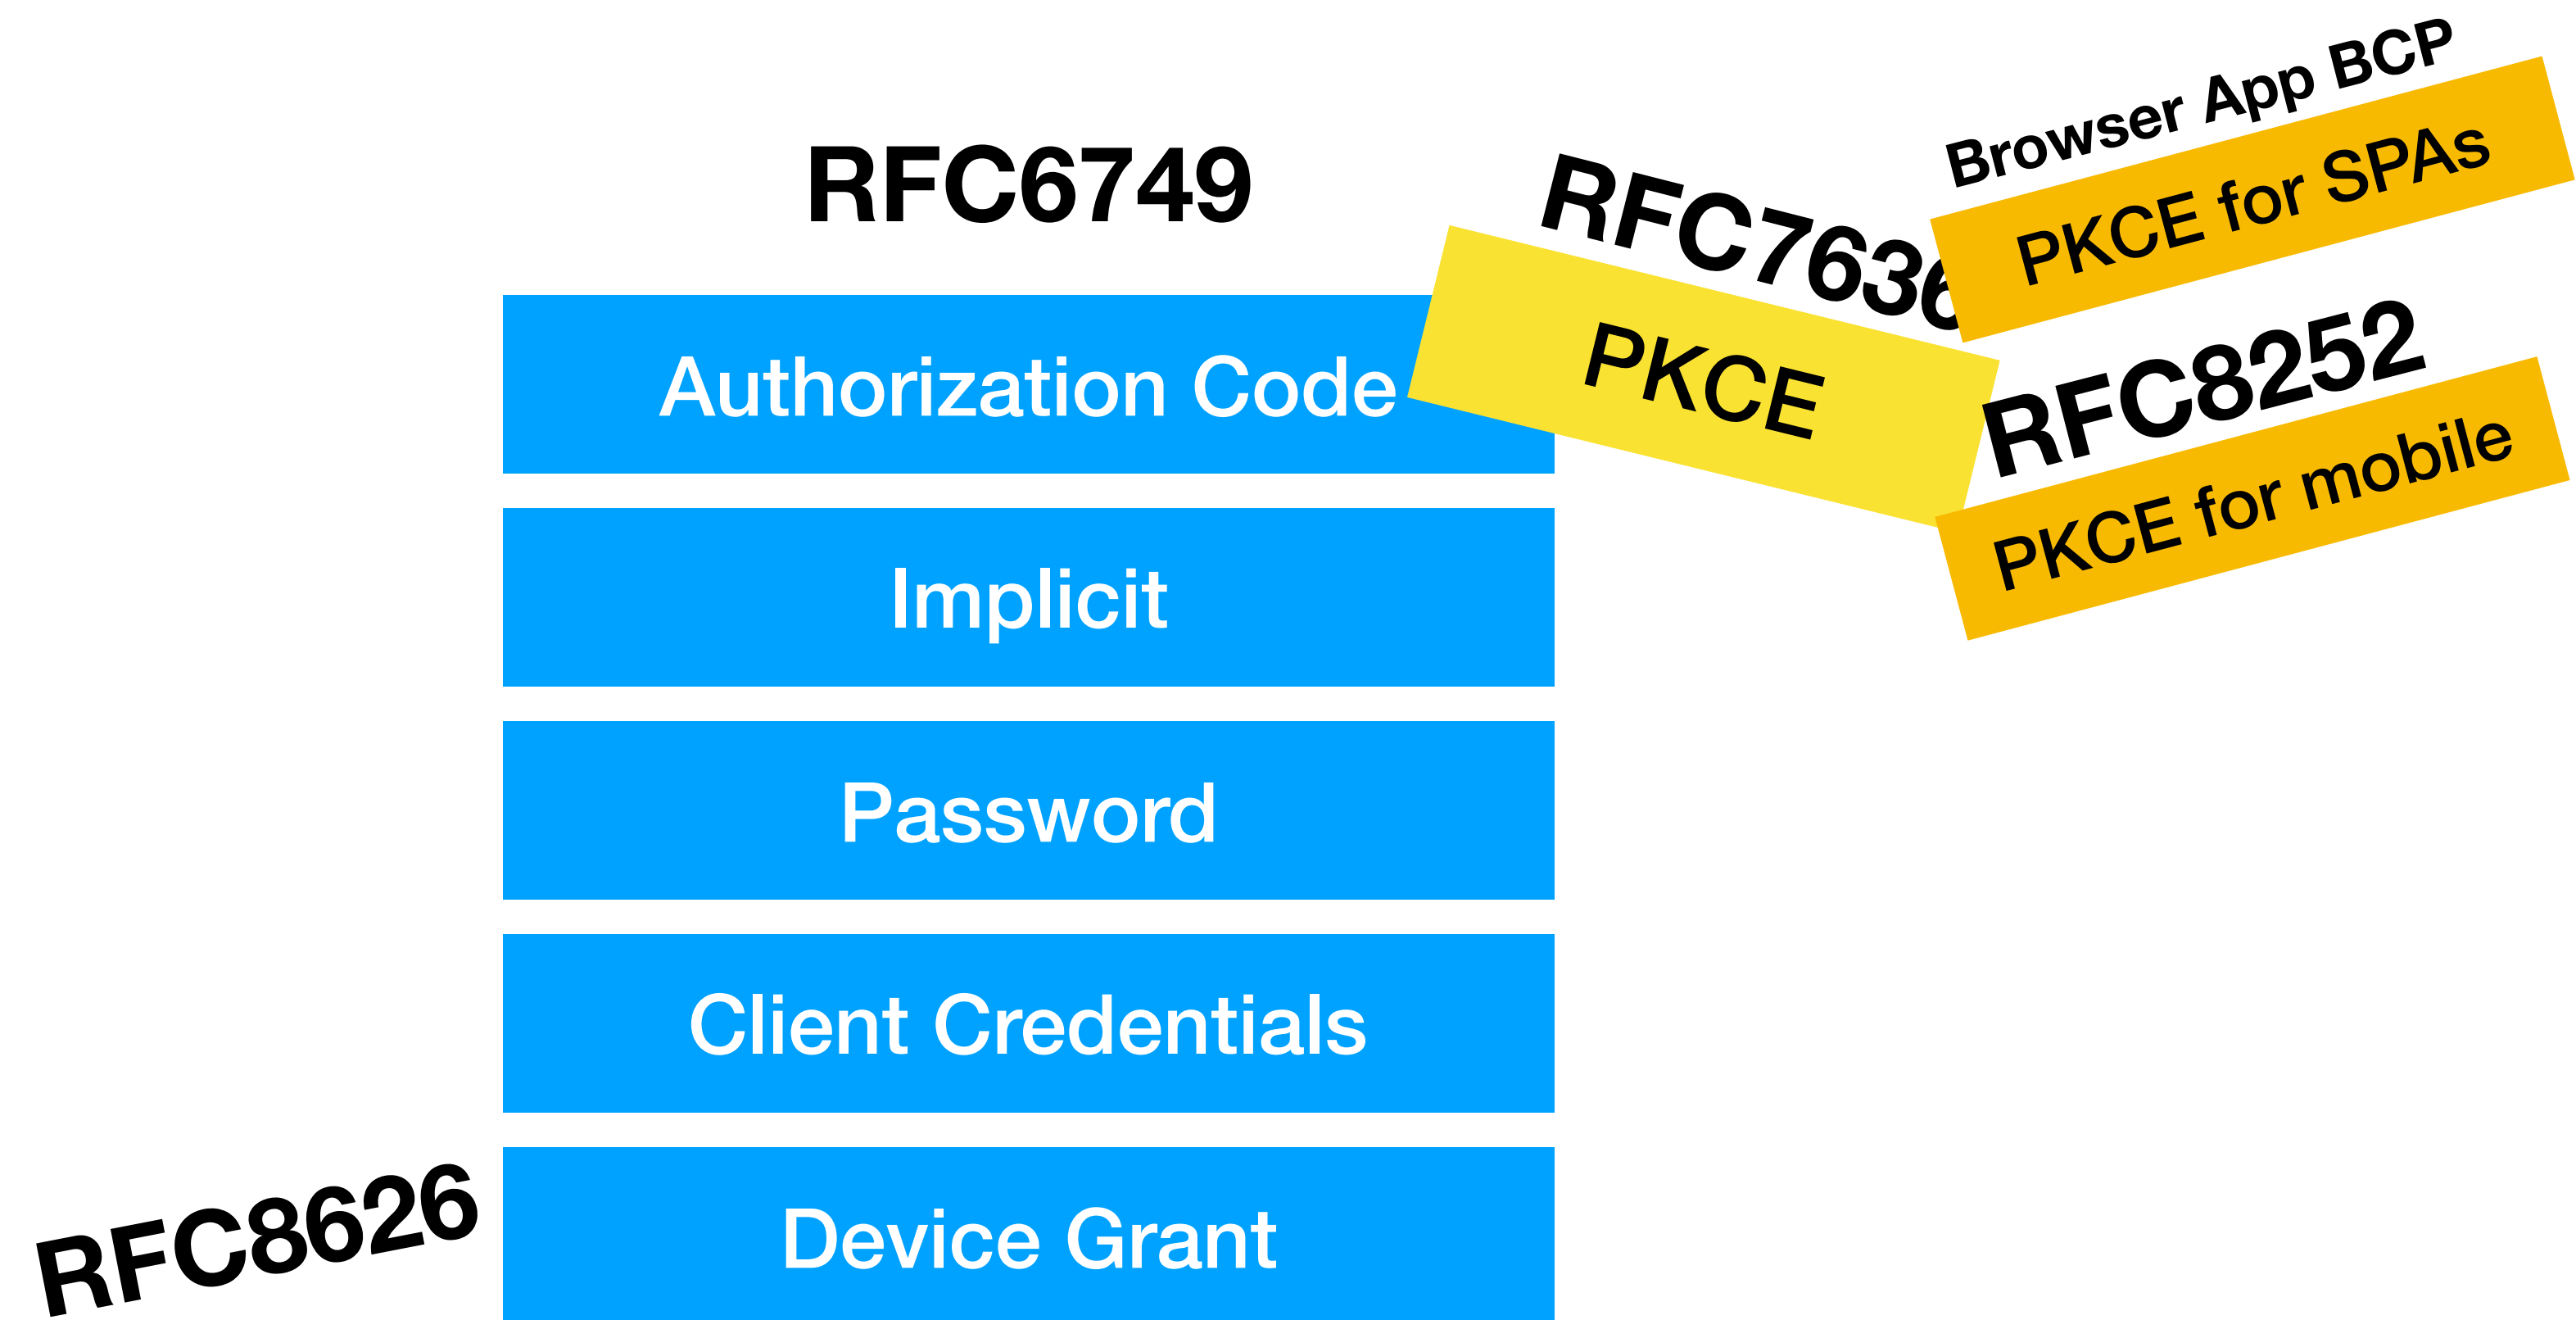 Browser App BCP
PKCE for SPAs
RFC6749
RFC7636
PKCE
RFC8252
PKCE for mobile
Authorization Code
Implicit
Password
Client Credentials
RFC8626
Device Grant